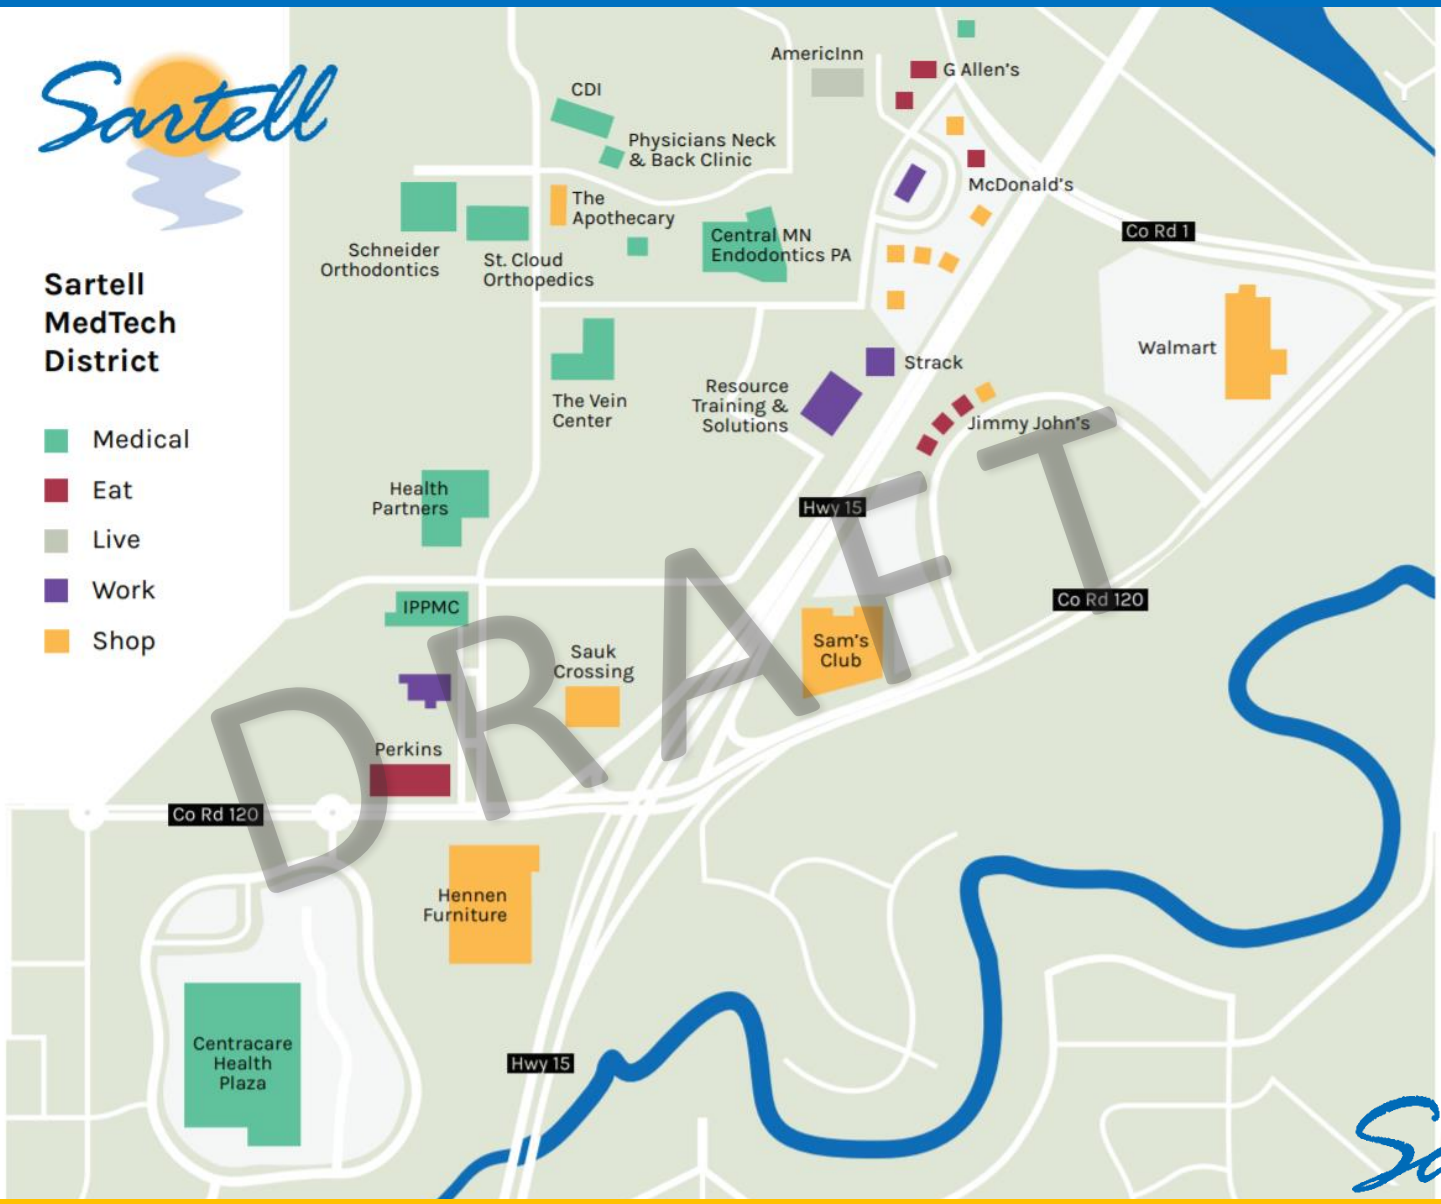 Sartell
Sartell
MedTech
District
Medical
Eat
Live
Work
Shop
AmericInn
G Allen's
CDI
Physicians Neck
& Back Clinic
McDonald's
The
Apothecary
Central MN
Endodontics PA
Co Rd 1
Schneider
Orthodontics
St. Cloud
Orthopedics
Walmart
Strack
Resource
Training &
Solutions
The Vein
Center
Jimmy John's
Health
Partners
Hwy 15
Co Rd 120
IPPMC
Sam's
Club
Sauk
Crossing
DRAFT
Perkins
Co Rd 120
Hennen
Furniture
Centracare
Health
Plaza
Hwy 15